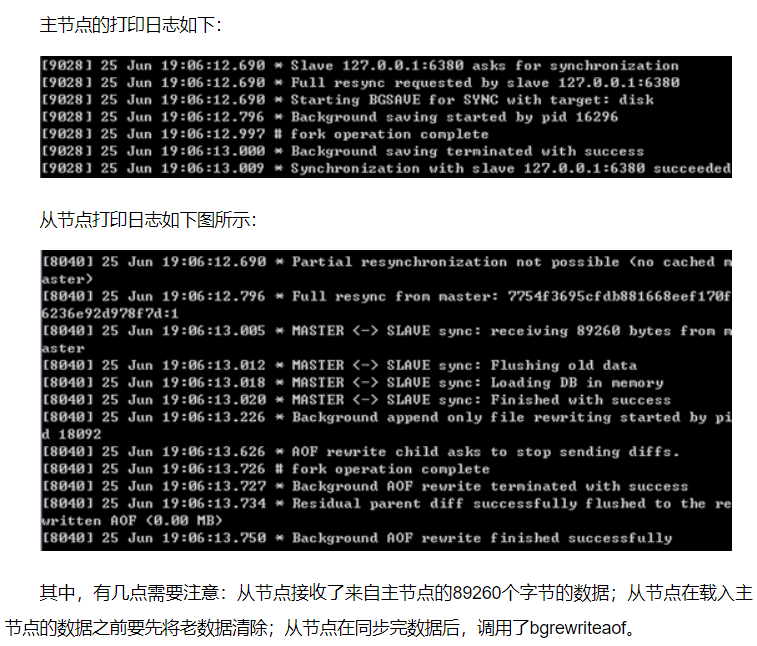 主节点的打印日志如下：
[9028] 25 Jun 19:06:12.690 * Slave 127.0.0.1:6380 asks for synchronization
[9028] 25 Jun 19:06:12.690 * Full resync requested by slave 127.0.0.1:6380
[9028] 25 Jun 19:06:12.690 * Starting BGSAVE for SYNC with target: disk
[9028] 25 Jun 19:06:12.796 * Background saving started by pid 16296
[9028] 25 Jun 19:06:12.997 # fork operation complete
[9028] 25 Jun 19:06:13.000 * Background saving terminated with success
[9028] 25 Jun 19:06:13.009 * Synchronization with slave 127.0.0.1:6380 succeeded
从节点打印日志如下图所示：
[8040] 25 Jun 19:06:12.690 * Partial resynchronization not possible (no cached m
aster)
[8040] 25 Jun 19:06:12.796 * Full resync from master: 7754f3695cfdb881668eef170f
6236e92d978f7d:1
[8040] 25 Jun 19:06:13.005 * MASTER <-> SLAVE sync: receiving 89260 bytes from m
aster
[8040] 25 Jun 19:06:13.012 * MASTER <-> SLAVE sync: Flushing old data
[8040] 25 Jun 19:06:13.018 * MASTER <-> SLAVE sync: Loading DB in memory
[8040] 25 Jun 19:06:13.020 * MASTER <-> SLAVE sync: Finished with success
[8040] 25 Jun 19:06:13.226 * Background append only file rewriting started by pi
d 18092
[8040] 25 Jun 19:06:13.626 * AOF rewrite child asks to stop sending diffs.
[8040] 25 Jun 19:06:13.726 # fork operation complete
[8040] 25 Jun 19:06:13.727 * Background AOF rewrite terminated with success
[8040] 25 Jun 19:06:13.734 * Residual parent diff successfully flushed to the re
written AOF (0.00 MB)
[8040] 25 Jun 19:06:13.750 * Background AOF rewrite finished successfully
其中，有几点需要注意：从节点接收了来自主节点的89260个字节的数据；从节点在载入主
节点的数据之前要先将老数据清除；从节点在同步完数据后，调用了bgrewriteaof。